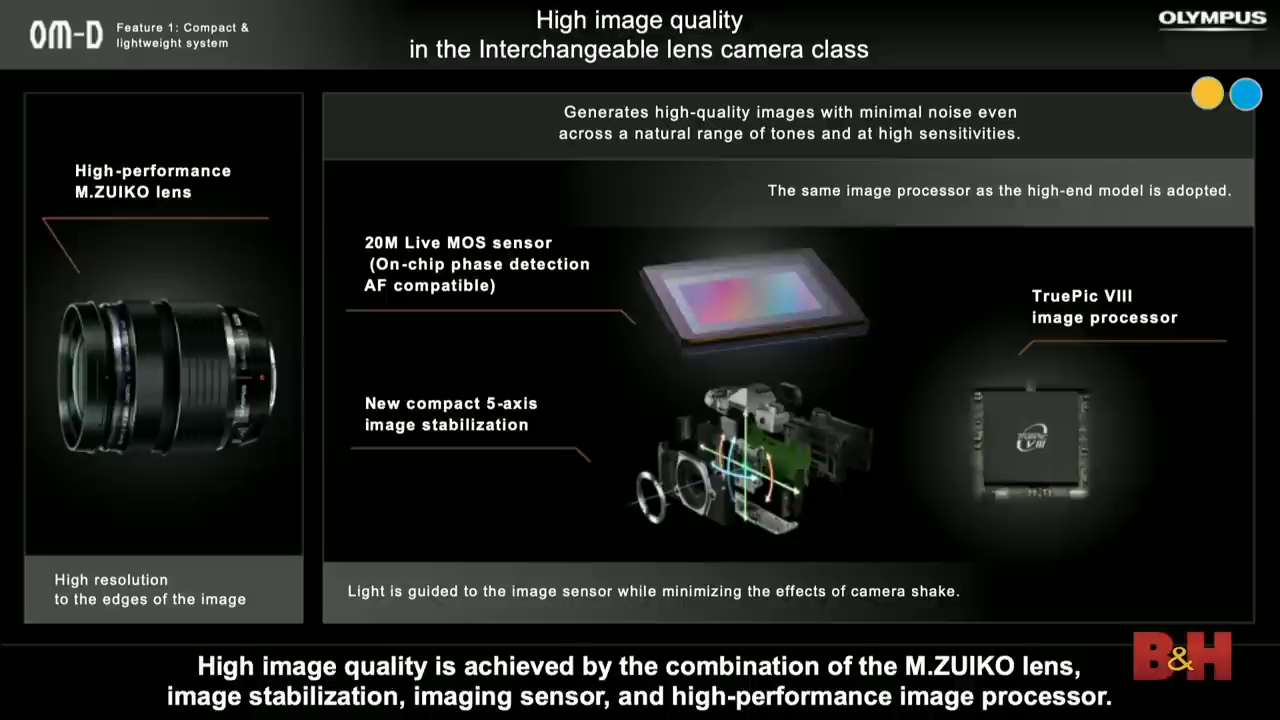 OM-D
Feature 1: Compact &
lightweight system
High image quality
in the Interchangeable lens camera class
OLYMPUS
High-performance
M.ZUIKO lens
High resolution
to the edges of the image
Generates high-quality images with minimal noise even
across a natural range of tones and at high sensitivities.
The same image processor as the high-end model is adopted.
20M Live MOS sensor
(On-chip phase detection
AF compatible)
TruePic VIII
image processor
New compact 5-axis
image stabilization
TRUEPIC
VIII
Light is guided to the image sensor while minimizing the effects of camera shake.
B&H
High image quality is achieved by the combination of the M.ZUIKO lens,
image stabilization, imaging sensor, and high-performance image processor.